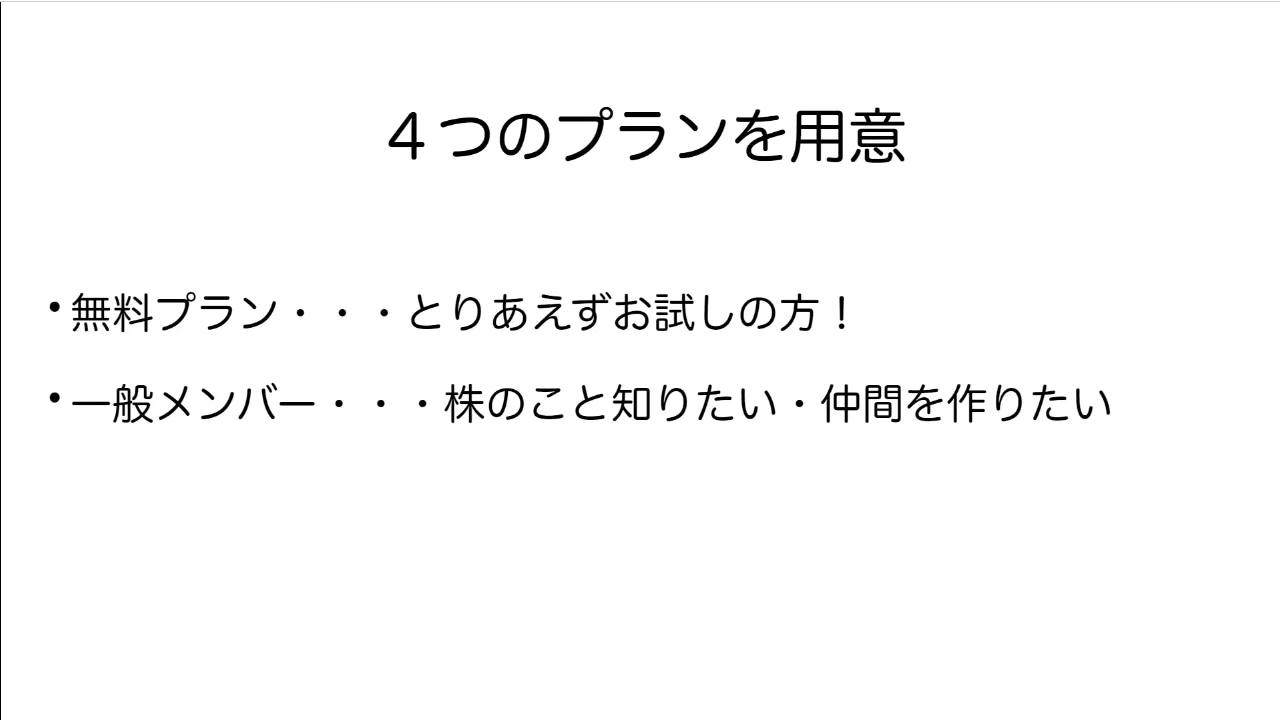 ４つのプランを用意
・無料プラン・・・とりあえずお試しの方！
・一般メンバー・・・株のこと知りたい・仲間を作りたい